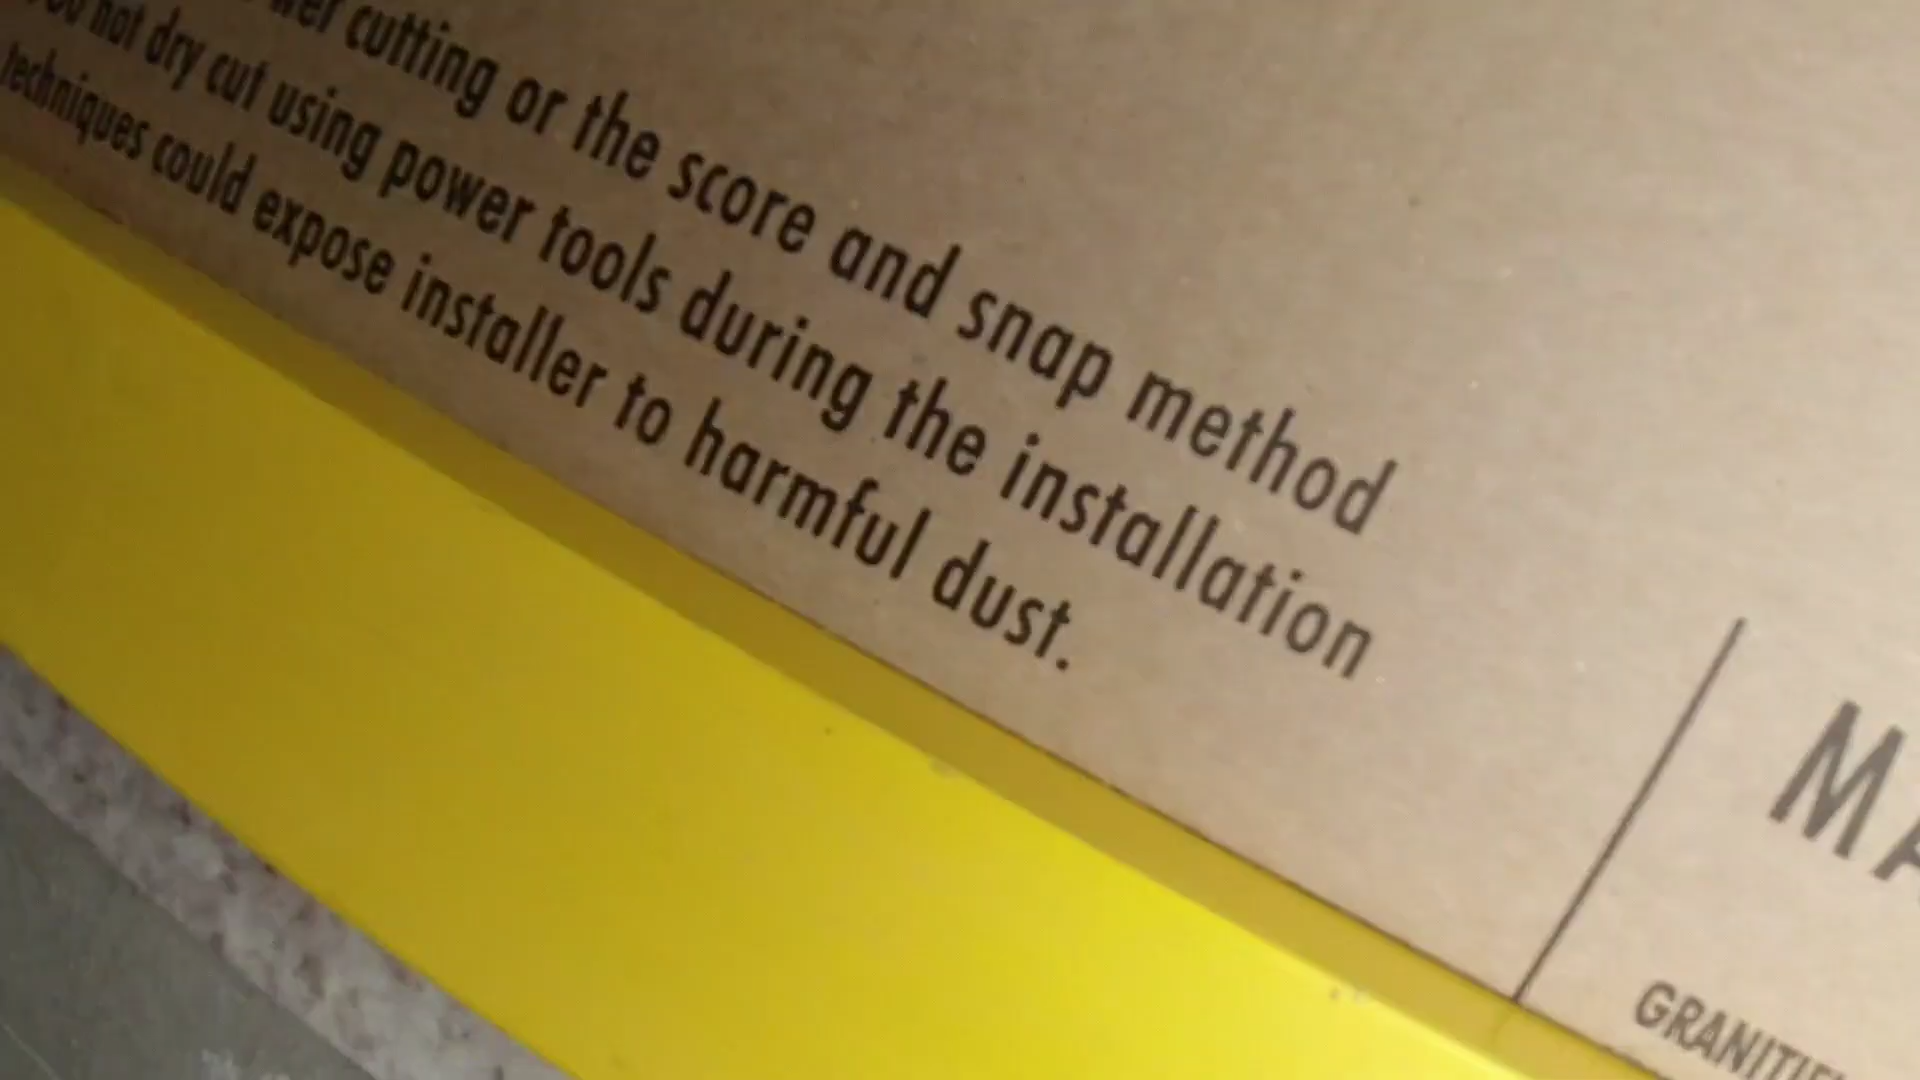 cutting or the score and snap method
not dry cut using power tools during the installation
techniques could expose installer to harmful dust.